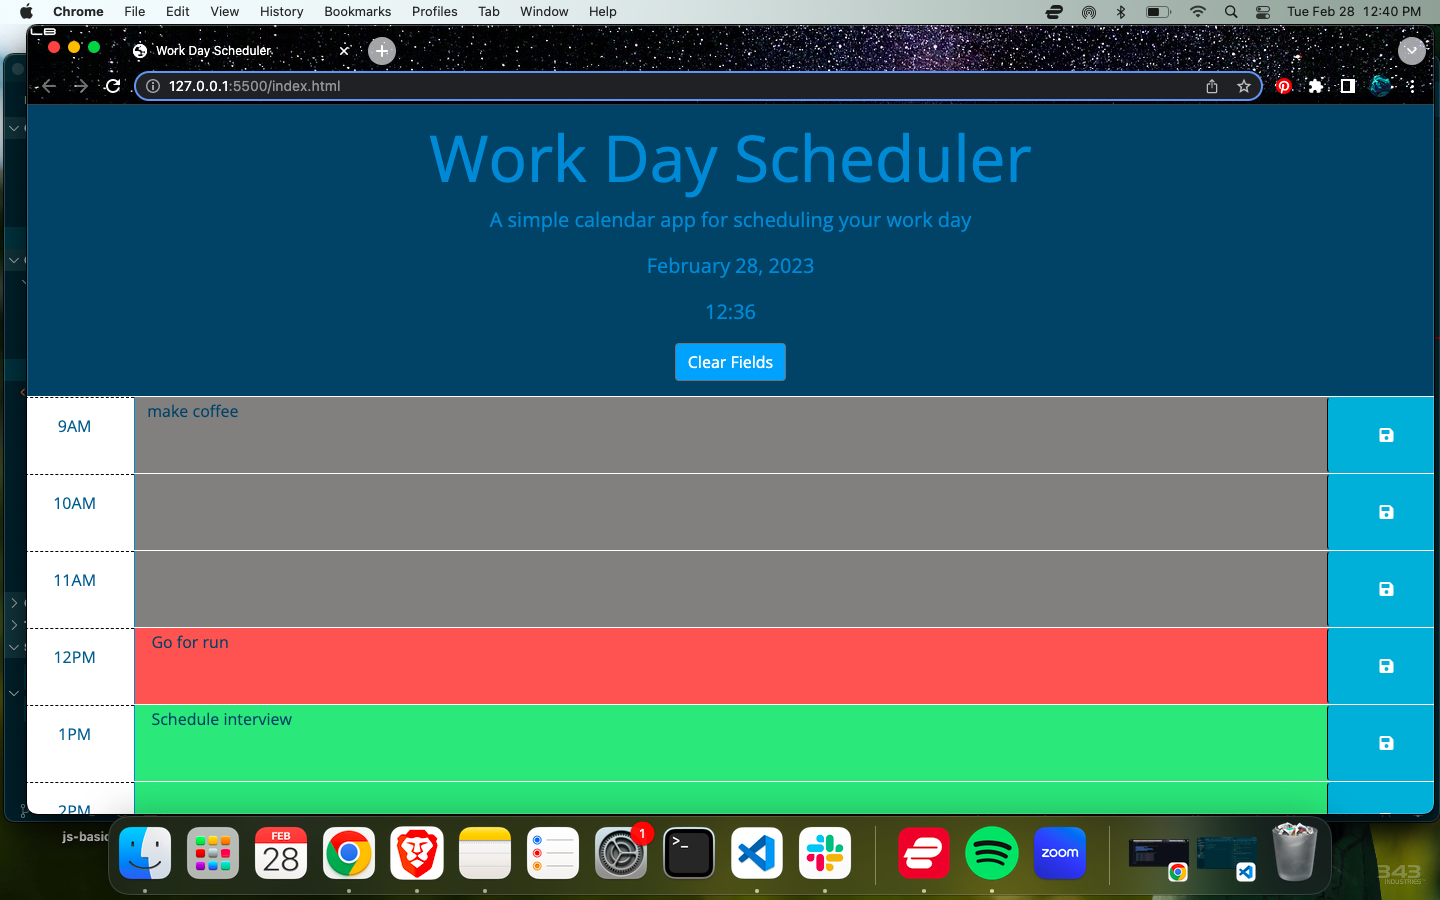 Chrome File Edit View History Bookmarks Profiles Tab Window Help Tue Feb 28 12:40 PM
Work Day Scheduler
127.0.0.1:5500/index.html
Work Day Scheduler
A simple calendar app for scheduling your work day
February 28, 2023
12:36
Clear Fields
9AM make coffee
10AM
11AM
12PM Go for run
1PM Schedule interview
2PM
js-basic
FEB
28
1
>_
zoom
343
INDUSTRIES